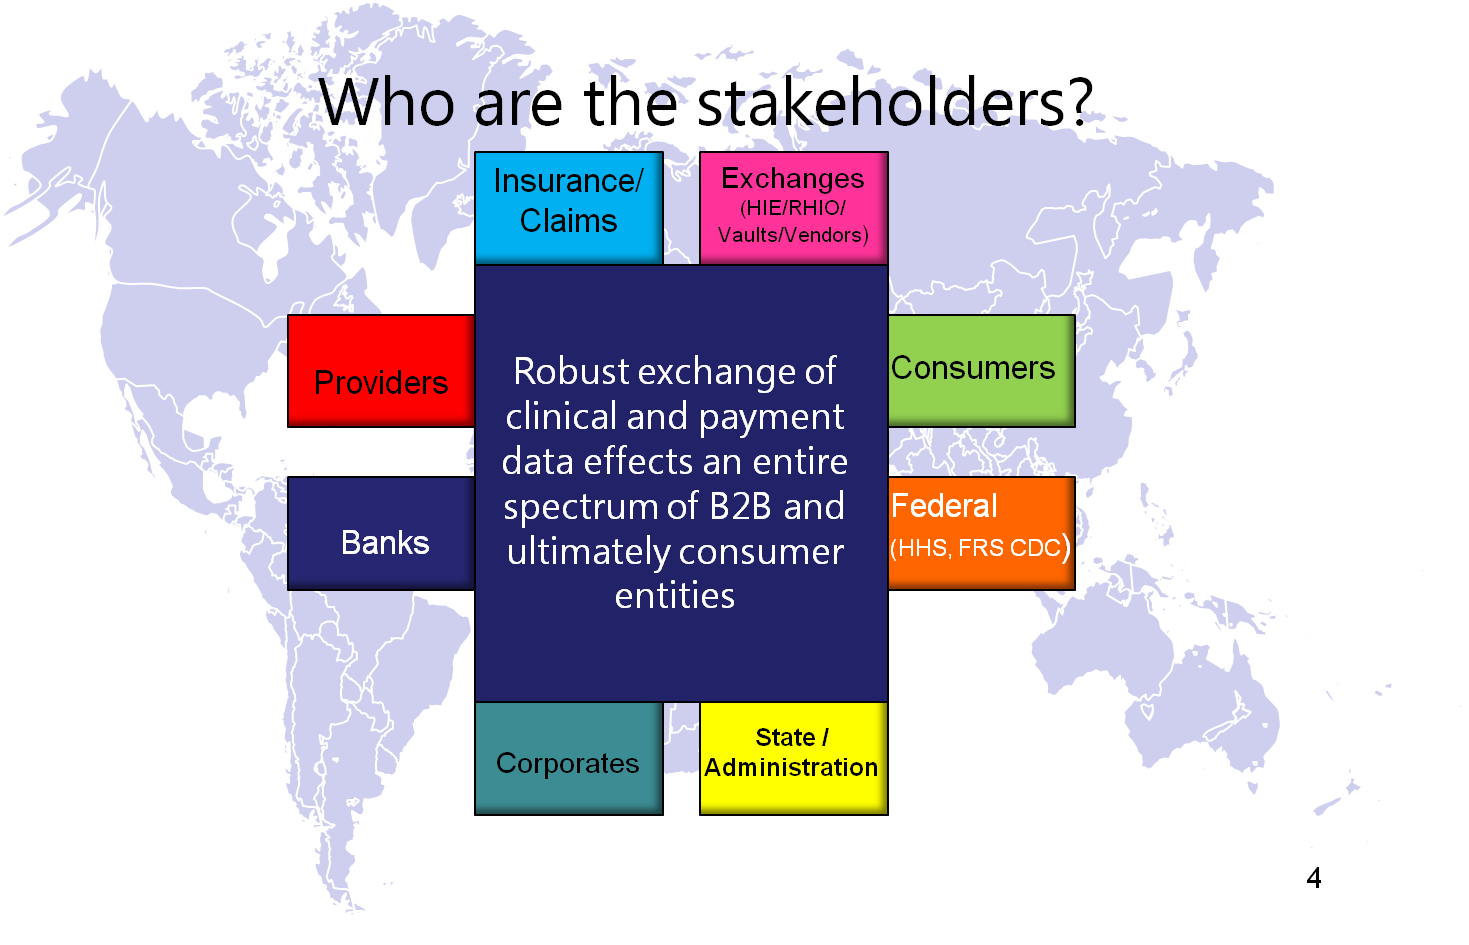 Who are the stakeholders?
Insurance/
Claims
Exchanges
(HIE/RHIO/
Vaults/Vendors)
Providers
Robust exchange of
clinical and payment
data effects an entire
spectrum of B2B and
ultimately consumer
entities
Consumers
Banks
Federal
(HHS, FRS CDC)
Corporates
State /
Administration
4